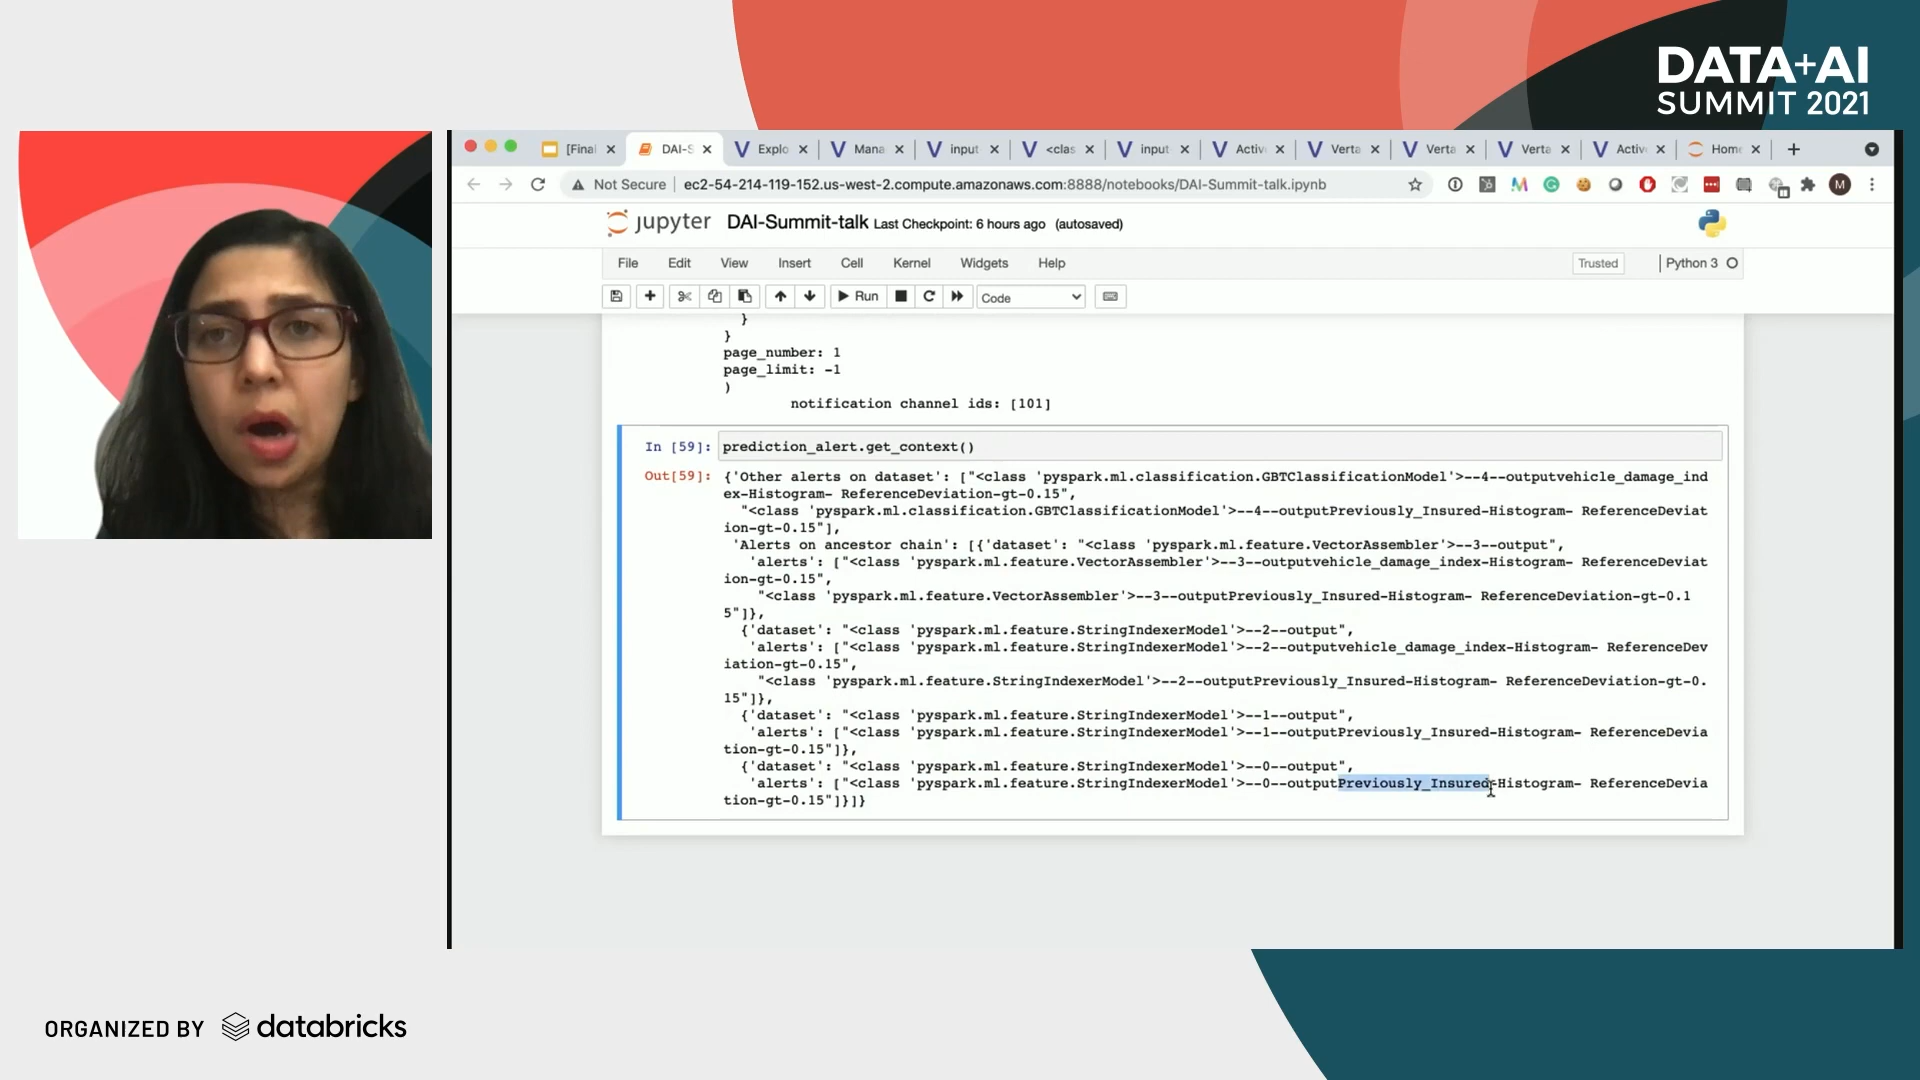 DATA+AI
SUMMIT 2021
[Final
DAI-S
Explo
Mana
input
<clas
input
Activ
Verta
Verta
Verta
Activ
Home
Not Secure
ec2-54-214-119-152.us-west-2.compute.amazonaws.com:8888/notebooks/DAI-Summit-talk.ipynb
M
jupyter DAI-Summit-talk Last Checkpoint: 6 hours ago (autosaved)
File Edit View Insert Cell Kernel Widgets Help Trusted Python 3
Run Code
}
}
page_number: 1
page_limit: -1
)
notification channel ids: [101]
In [59]: prediction_alert.get_context()
Out[59]: {'Other alerts on dataset': ["<class 'pyspark.ml.classification.GBTClassificationModel'>--4--outputvehicle_damage_ind
ex-Histogram- ReferenceDeviation-gt-0.15",
"<class 'pyspark.ml.classification.GBTClassificationModel'>--4--outputPreviously_Insured-Histogram- ReferenceDeviat
ion-gt-0.15"],
'Alerts on ancestor chain': [{'dataset': "<class 'pyspark.ml.feature.VectorAssembler'>--3--output",
'alerts': ["<class 'pyspark.ml.feature.VectorAssembler'>--3--outputvehicle_damage_index-Histogram- ReferenceDeviat
ion-gt-0.15",
"<class 'pyspark.ml.feature.VectorAssembler'>--3--outputPreviously_Insured-Histogram- ReferenceDeviation-gt-0.1
5"]},
{'dataset': "<class 'pyspark.ml.feature.StringIndexerModel'>--2--output",
'alerts': ["<class 'pyspark.ml.feature.StringIndexerModel'>--2--outputvehicle_damage_index-Histogram- ReferenceDev
iation-gt-0.15",
"<class 'pyspark.ml.feature.StringIndexerModel'>--2--outputPreviously_Insured-Histogram- ReferenceDeviation-gt-0.
15"]},
{'dataset': "<class 'pyspark.ml.feature.StringIndexerModel'>--1--output",
'alerts': ["<class 'pyspark.ml.feature.StringIndexerModel'>--1--outputPreviously_Insured-Histogram- ReferenceDevia
tion-gt-0.15"]},
{'dataset': "<class 'pyspark.ml.feature.StringIndexerModel'>--0--output",
'alerts': ["<class 'pyspark.ml.feature.StringIndexerModel'>--0--outputPreviously_Insured-Histogram- ReferenceDevia
tion-gt-0.15"]}]}
ORGANIZED BY databricks